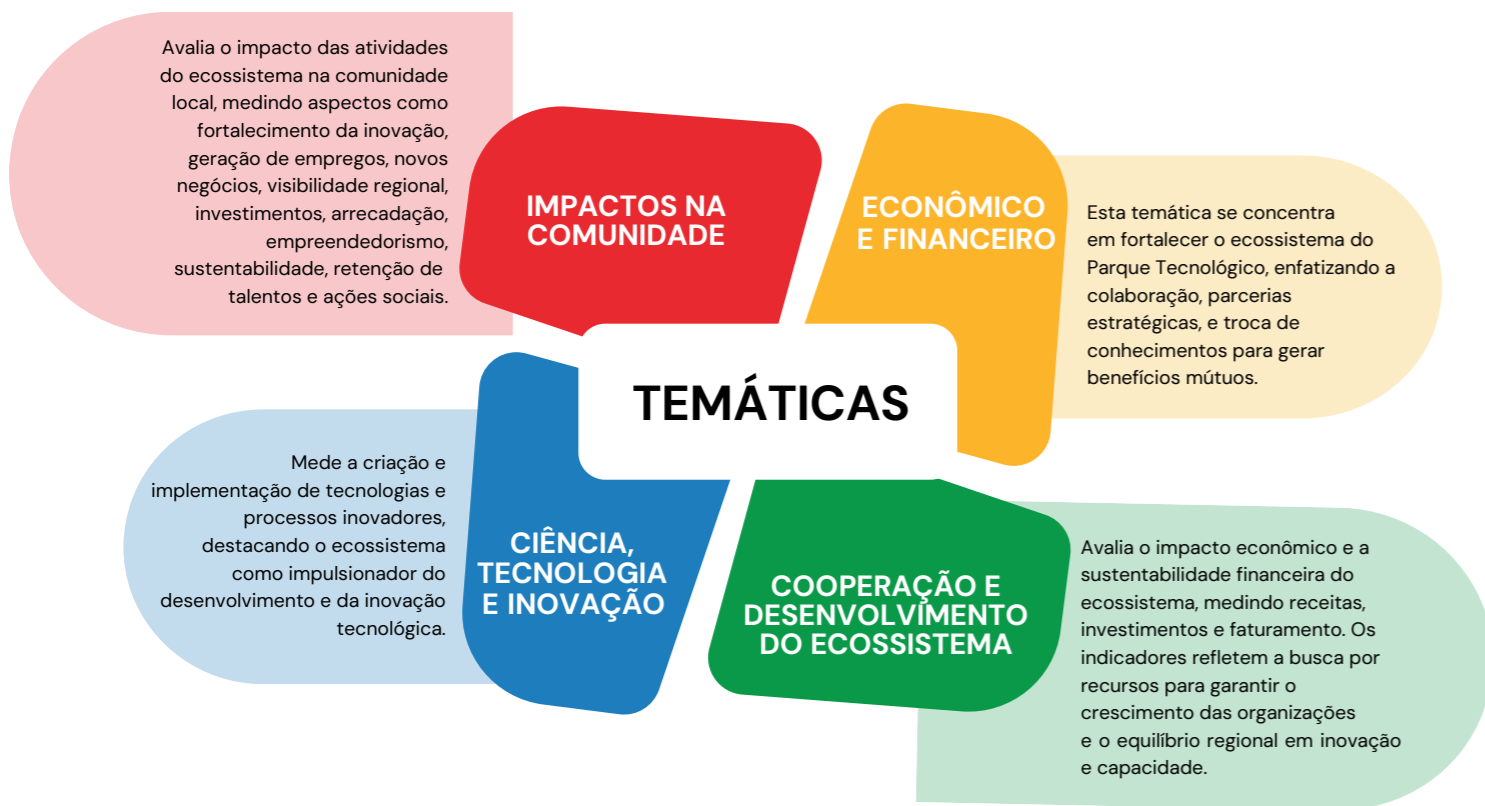 Avalia o impacto das atividades
do ecossistema na comunidade
local, medindo aspectos como
fortalecimento da inovação,
geração de empregos, novos
negócios, visibilidade regional,
investimentos, arrecadação,
empreendedorismo,
sustentabilidade, retenção de
talentos e ações sociais.
IMPACTOS NA
COMUNIDADE
ECONÔMICO
E FINANCEIRO
Esta temática se concentra
em fortalecer o ecossistema do
Parque Tecnológico, enfatizando a
colaboração, parcerias
estratégicas, e troca de
conhecimentos para gerar
benefícios mútuos.
TEMÁTICAS
Mede a criação e
implementação de tecnologias e
processos inovadores,
destacando o ecossistema
como impulsionador do
desenvolvimento e da inovação
tecnológica.
CIÊNCIA,
TECNOLOGIA
E INOVAÇÃO
COOPERAÇÃO E
DESENVOLVIMENTO
DO ECOSSISTEMA
Avalia o impacto econômico e a
sustentabilidade financeira do
ecossistema, medindo receitas,
investimentos e faturamento. Os
indicadores refletem a busca por
recursos para garantir o
crescimento das organizações
e o equilíbrio regional em inovação
e capacidade.